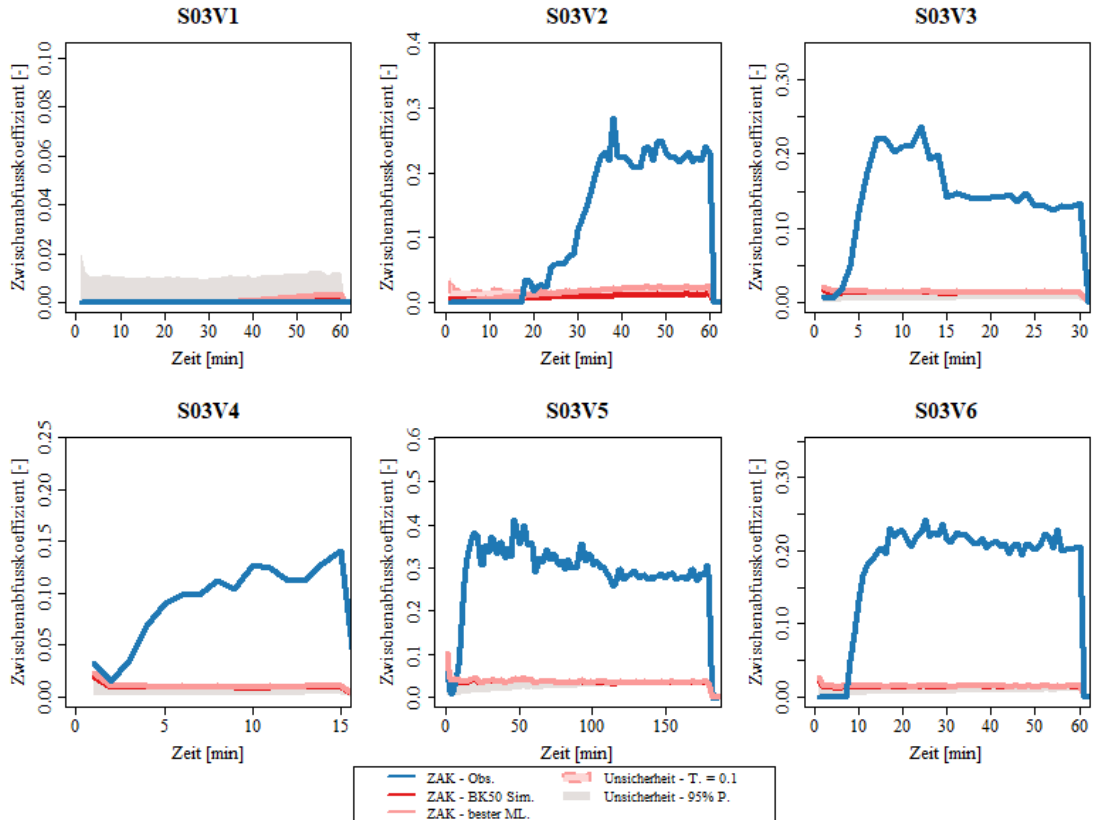 S03V1
Zwischenabfusskoeffizient [-]
0.00 0.02 0.04 0.06 0.08 0.10
0 10 20 30 40 50 60
Zeit [min]
S03V2
Zwischenabfusskoeffizient [-]
0.0 0.1 0.2 0.3 0.4
0 10 20 30 40 50 60
Zeit [min]
S03V3
Zwischenabfusskoeffizient [-]
0.00 0.10 0.20 0.30
0 5 10 15 20 25 30
Zeit [min]
S03V4
Zwischenabfusskoeffizient [-]
0.00 0.05 0.10 0.15 0.20 0.25
0 5 10 15
Zeit [min]
S03V5
Zwischenabfusskoeffizient [-]
0.0 0.1 0.2 0.3 0.4 0.5 0.6
0 50 100 150
Zeit [min]
S03V6
Zwischenabfusskoeffizient [-]
0.00 0.10 0.20 0.30
0 10 20 30 40 50 60
Zeit [min]
ZAK - Obs.
ZAK - BK50 Sim.
ZAK - bester ML.
Unsicherheit - T. = 0.1
Unsicherheit - 95% P.